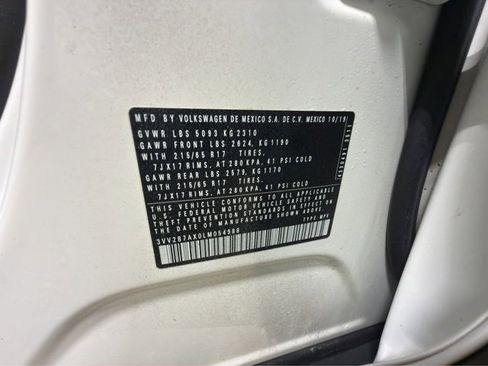 MFD BY VOLKSWAGEN DE MEXICO S.A. DE C.V. MEXICO 10/19
GVWR LBS 5093 KG 2310
GAWR FRONT LBS 2624, KG 1190
WITH 215/65 R17 TIRES.
7JX17 RIMS, AT 280KPA, 41 PSI COLD
GAWR REAR LBS 2579, KG 1170
WITH 215/65 R17 TIRES.
7JX17 RIMS, AT 280KPA, 41 PSI COLD
THIS VEHICLE CONFORMS TO ALL APPLICABLE
U.S. FEDERAL MOTOR VEHICLE SAFETY AND
THEFT PREVENTION STANDARDS IN EFFECT ON
THE DATE OF MANUFACTURE SHOWN ABOVE
TYPE: MPV
3VV2B7AX0LM054588